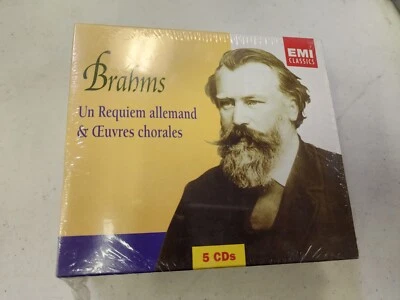 EMI
CLASSICS
Brahms
Un Requiem allemand
& Œuvres chorales
5 CDs